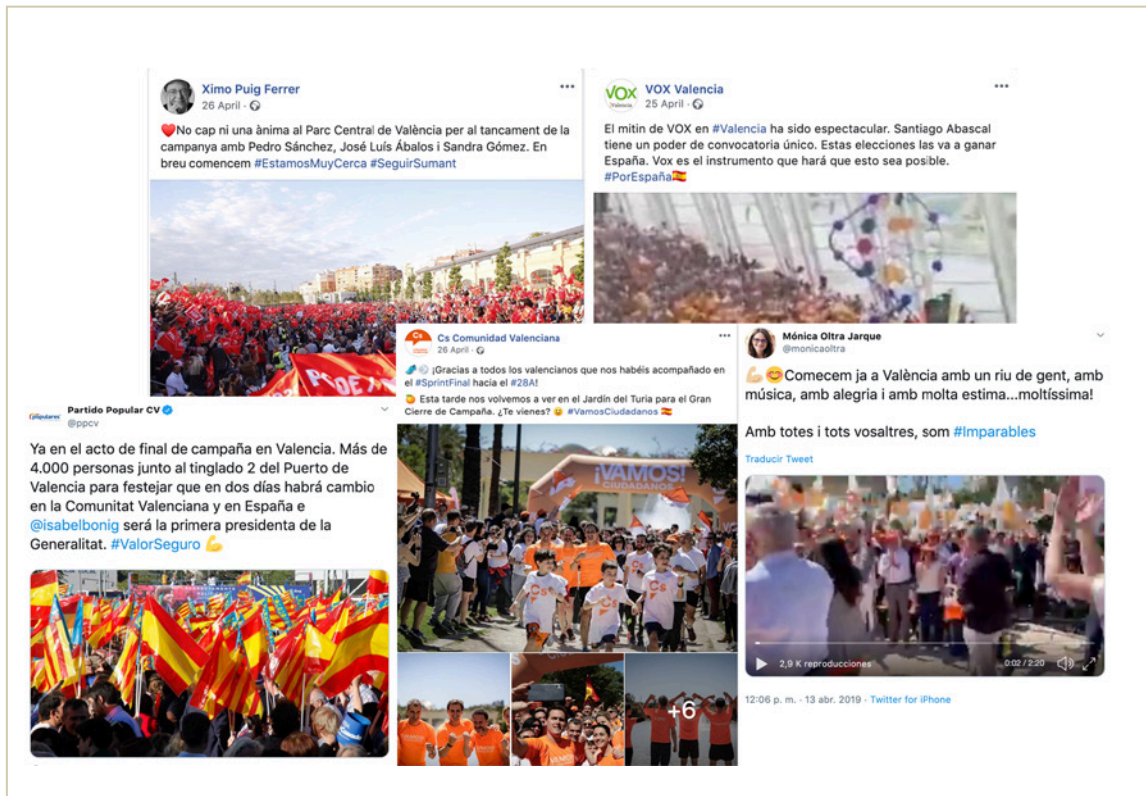 Ximo Puig Ferrer
26 April ·
❤️No cap ni una ànima al Parc Central de València per al tancament de la
campanya amb Pedro Sánchez, José Luís Ábalos i Sandra Gómez. En
breu comencem #EstamosMuyCerca #SeguirSumant
VOX
Valencia
VOX Valencia
25 April ·
El mitin de VOX en #Valencia ha sido espectacular. Santiago Abascal
tiene un poder de convocatoria único. Estas elecciones las va a ganar
España. Vox es el instrumento que hará que esto sea posible.
#PorEspaña🇪🇸
populares
Partido Popular CV
@ppcv
Ya en el acto de final de campaña en Valencia. Más de
4.000 personas junto al tinglado 2 del Puerto de
Valencia para festejar que en dos días habrá cambio
en la Comunitat Valenciana y en España e
@isabelbonig será la primera presidenta de la
Generalitat. #ValorSeguro 💪
Cs
Cs Comunidad Valenciana
26 April ·
¡Gracias a todos los valencianos que nos habéis acompañado en
el #SprintFinal hacía el #28A!
🍊 Esta tarde nos volvemos a ver en el Jardín del Turia para el Gran
Cierre de Campaña. ¿Te vienes? 😉 #VamosCiudadanos 🇪🇸
¡VAMOS!
CIUDADANOS
Cs
Cs
Cs
+6
Mónica Oltra Jarque
@monicaoltra
💪😊Comecem ja a València amb un riu de gent, amb
música, amb alegria i amb molta estima...moltíssima!
Amb totes i tots vosaltres, som #Imparables
Traducir Tweet
2,9 K reproducciones
0:02 / 2:20
12:06 p. m. · 13 abr. 2019 · Twitter for iPhone